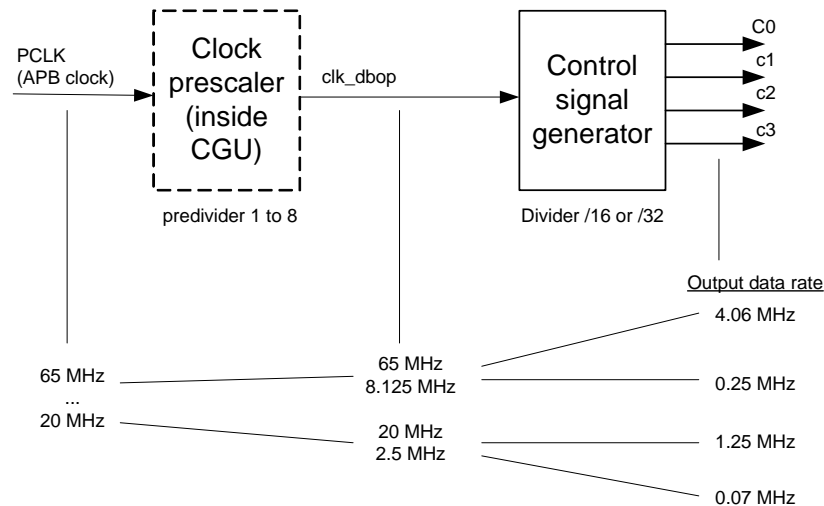 PCLK
(APB clock)
Clock
prescaler
(inside
CGU)
predivider 1 to 8
clk_dbop
Control
signal
generator
Divider /16 or /32
C0
c1
c2
c3
Output data rate
65 MHz
...
20 MHz
65 MHz
8.125 MHz
20 MHz
2.5 MHz
4.06 MHz
0.25 MHz
1.25 MHz
0.07 MHz